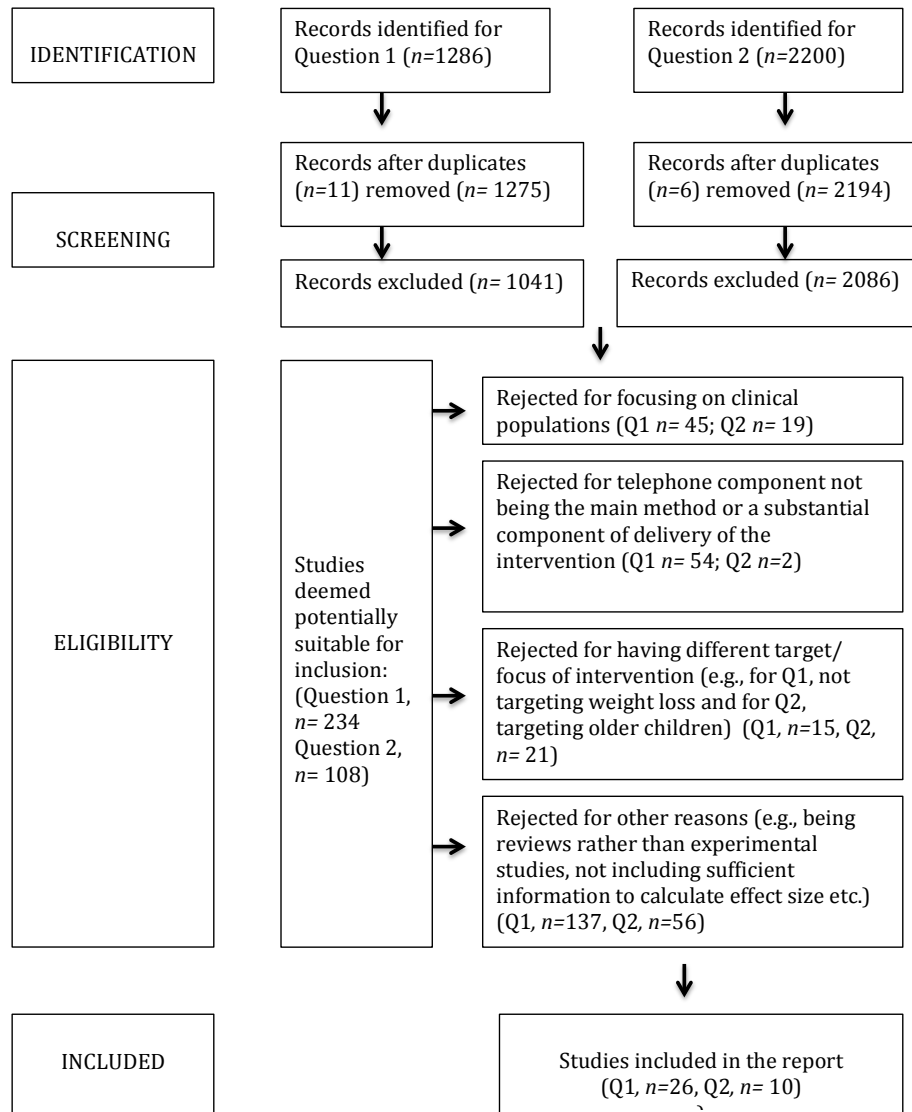 IDENTIFICATION
Records identified for
Question 1 (n=1286)
Records identified for
Question 2 (n=2200)
SCREENING
Records after duplicates
(n=11) removed (n= 1275)
Records after duplicates
(n=6) removed (n= 2194)
Records excluded (n= 1041)
Records excluded (n= 2086)
ELIGIBILITY
Studies
deemed
potentially
suitable for
inclusion:
(Question 1,
n= 234
Question 2,
n= 108)
Rejected for focusing on clinical
populations (Q1 n= 45; Q2 n= 19)
Rejected for telephone component not
being the main method or a substantial
component of delivery of the
intervention (Q1 n= 54; Q2 n=2)
Rejected for having different target/
focus of intervention (e.g., for Q1, not
targeting weight loss and for Q2,
targeting older children) (Q1, n=15, Q2,
n= 21)
Rejected for other reasons (e.g., being
reviews rather than experimental
studies, not including sufficient
information to calculate effect size etc.)
(Q1, n=137, Q2, n=56)
INCLUDED
Studies included in the report
(Q1, n=26, Q2, n= 10)